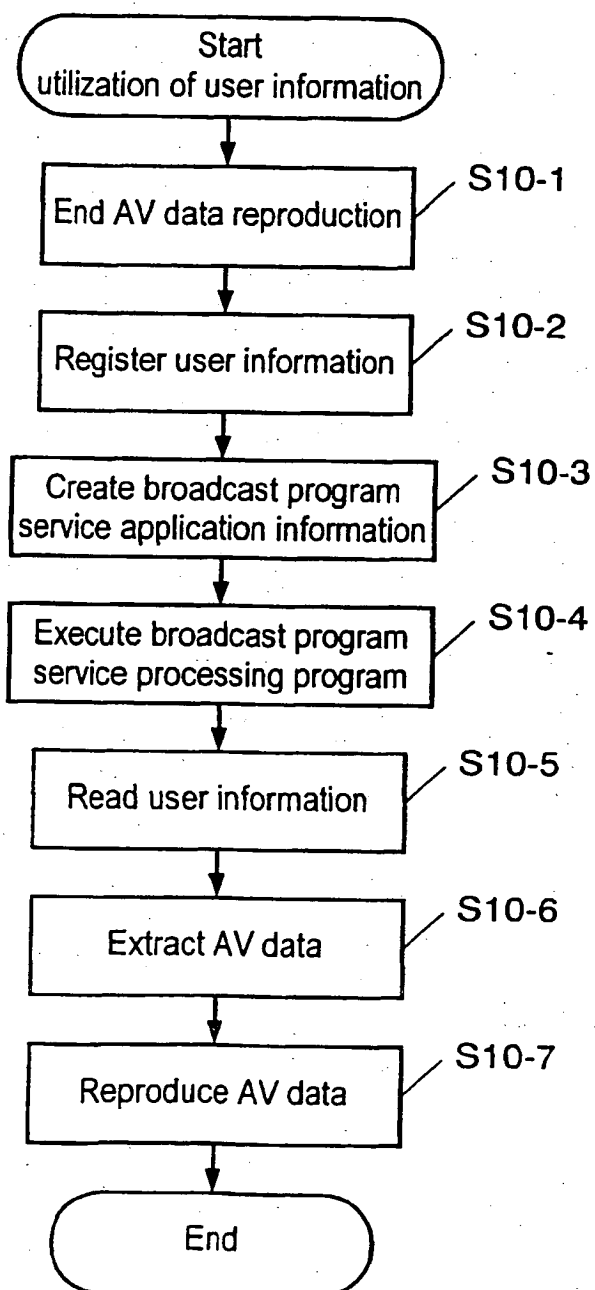 Start
utilization of user information
S10-1
End AV data reproduction
S10-2
Register user information
S10-3
Create broadcast program
service application information
S10-4
Execute broadcast program
service processing program
S10-5
Read user information
S10-6
Extract AV data
S10-7
Reproduce AV data
End